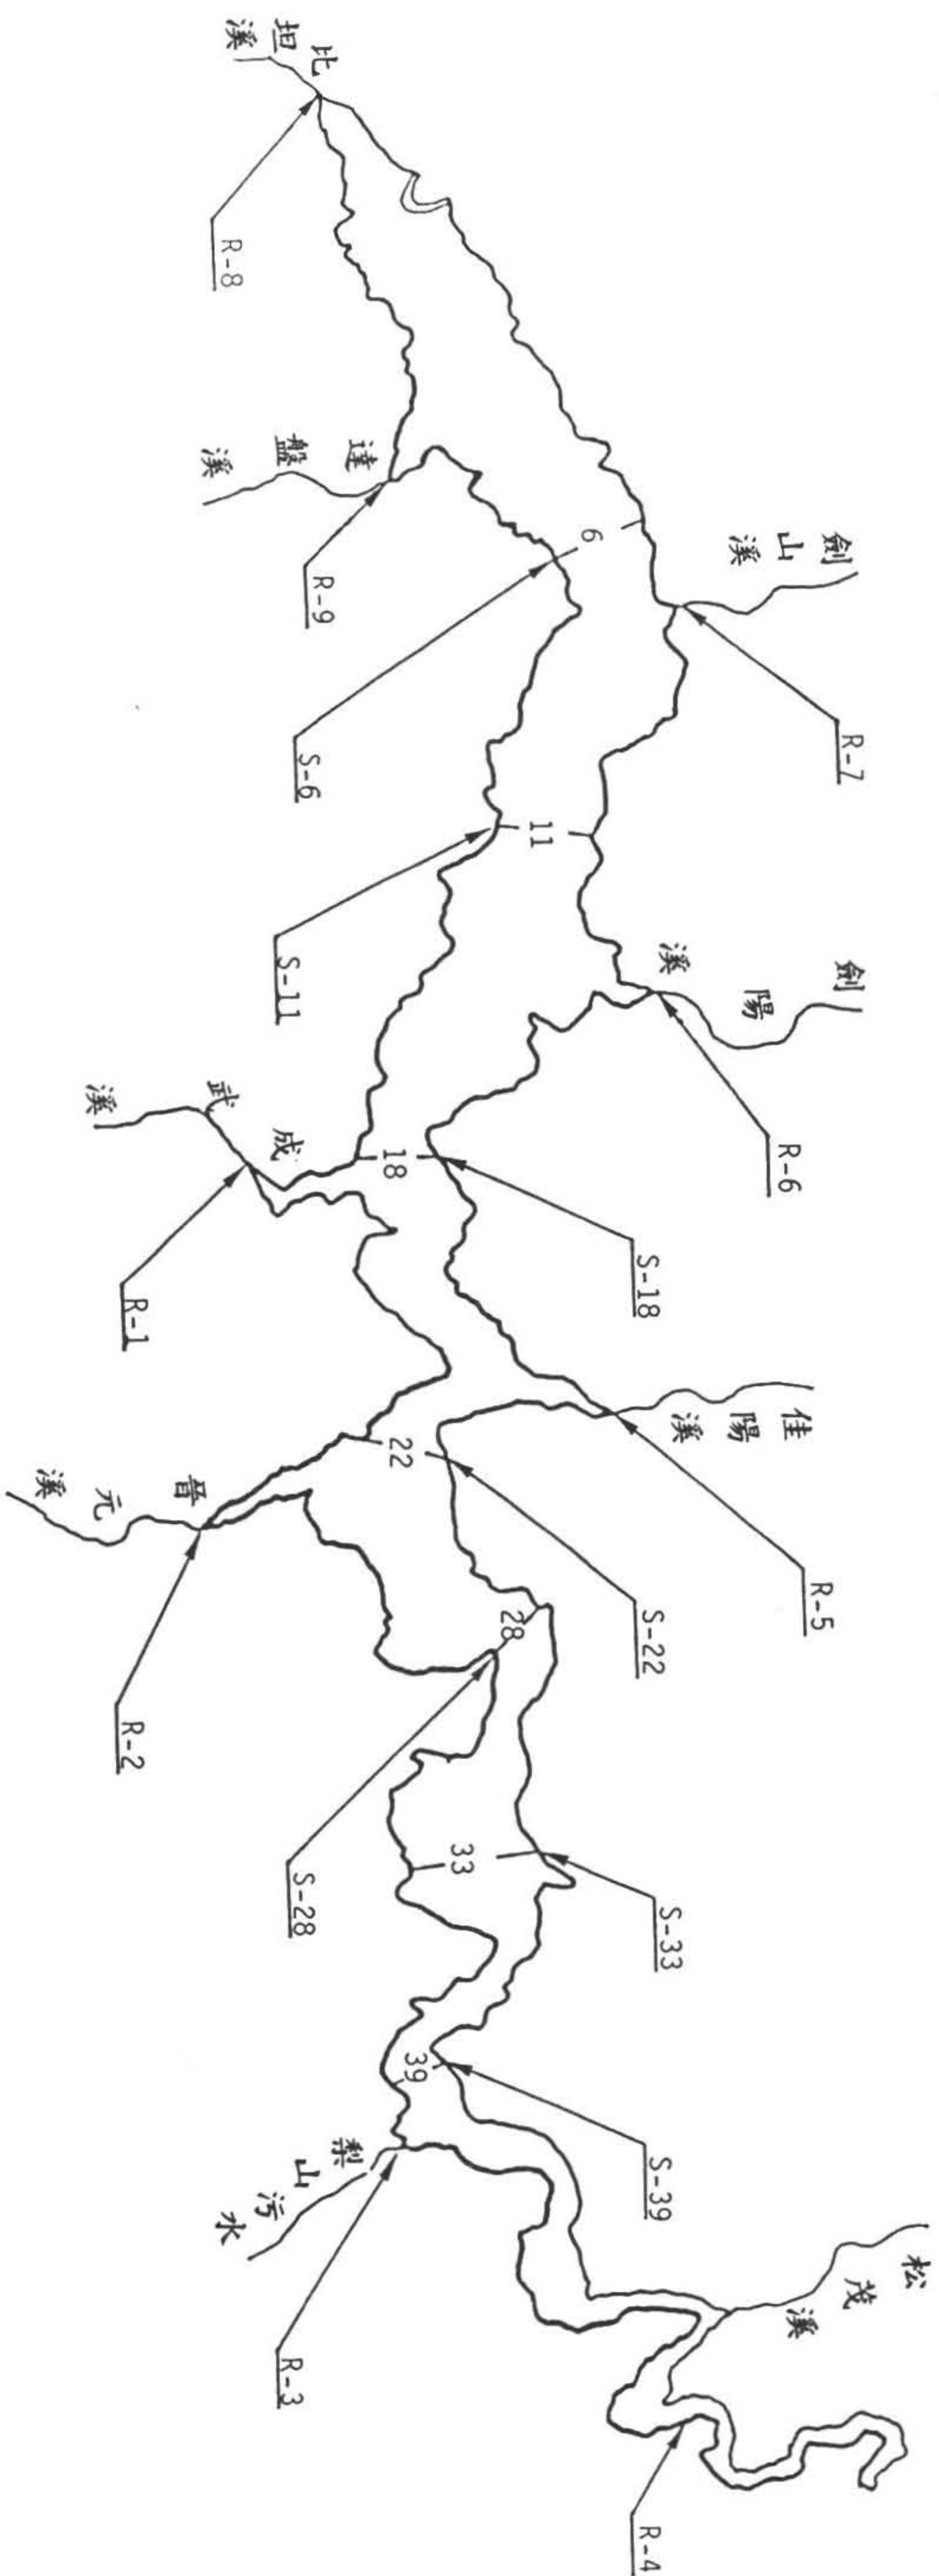 比坦溪
R-8
達盤溪
R-9
6
S-6
劍山溪
R-7
11
S-11
劍陽溪
R-6
武成溪
18
R-1
S-18
佳陽溪
R-5
22
S-22
晉元溪
R-2
28
S-28
33
S-33
39
S-39
梨山污水
R-3
松茂溪
R-4